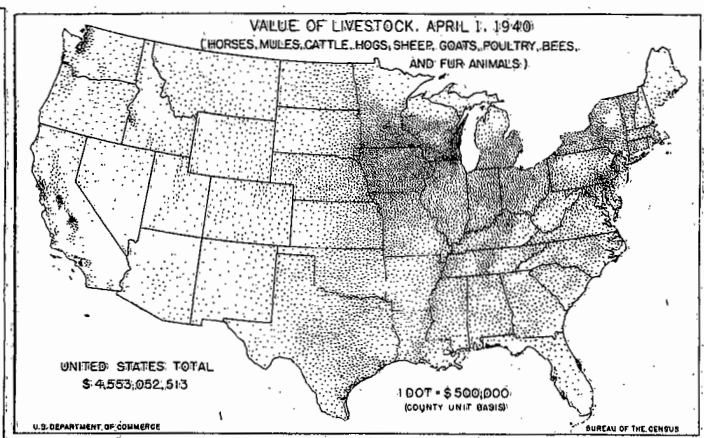 VALUE OF LIVESTOCK, APRIL 1, 1940
(HORSES, MULES, CATTLE, HOGS, SHEEP, GOATS, POULTRY, BEES,
AND FUR ANIMALS)
UNITED STATES TOTAL
$4,553,052,513
1 DOT = $500,000
(COUNTY UNIT BASIS)
U.S. DEPARTMENT OF COMMERCE
BUREAU OF THE CENSUS